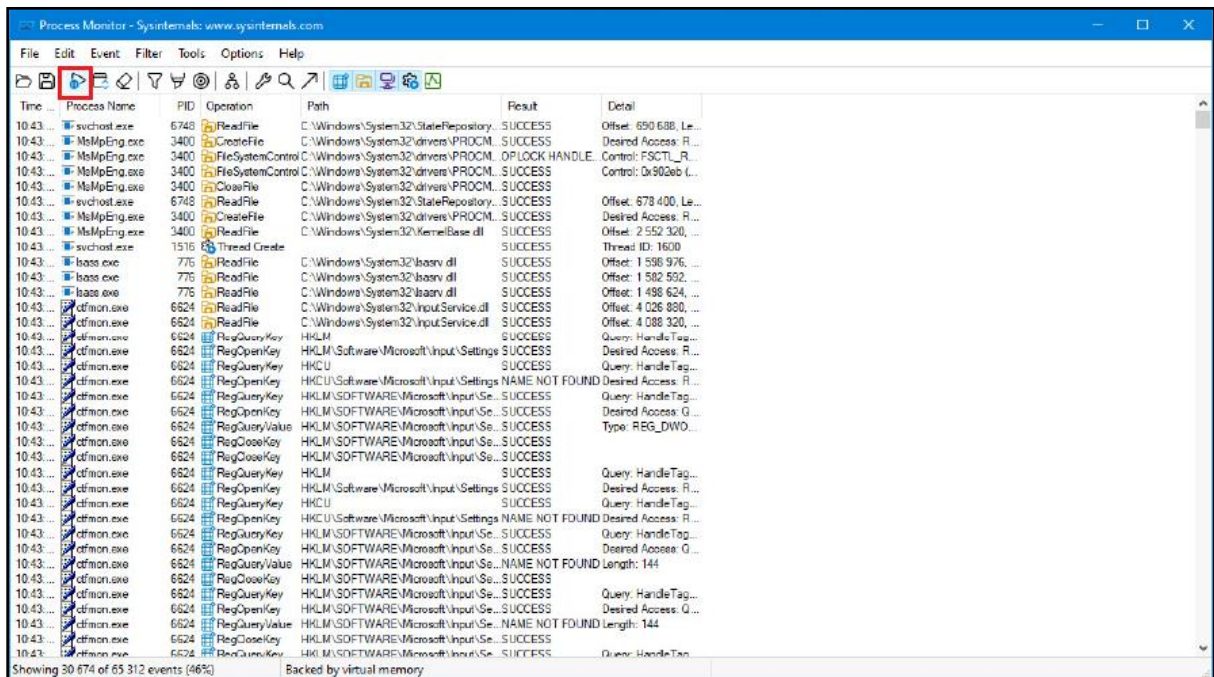 Process Monitor - Sysinternals: www.sysinternals.com
File Edit Event Filter Tools Options Help
Time ... Process Name PID Operation Path Result Detail
10:43:... svchost.exe 6748 ReadFile C:\Windows\System32\StateRepository... SUCCESS Offset: 690 688, Le...
10:43:... MsMpEng.exe 3400 CreateFile C:\Windows\System32\drivers\PROCM... SUCCESS Desired Access: R...
10:43:... MsMpEng.exe 3400 FileSystemControl C:\Windows\System32\drivers\PROCM... OPLOCK HANDLE... Control: FSCTL_R...
10:43:... MsMpEng.exe 3400 FileSystemControl C:\Windows\System32\drivers\PROCM... SUCCESS Control: 0x902eb (...
10:43:... MsMpEng.exe 3400 CloseFile C:\Windows\System32\drivers\PROCM... SUCCESS
10:43:... svchost.exe 6748 ReadFile C:\Windows\System32\StateRepository... SUCCESS Offset: 678 400, Le...
10:43:... MsMpEng.exe 3400 CreateFile C:\Windows\System32\drivers\PROCM... SUCCESS Desired Access: R...
10:43:... MsMpEng.exe 3400 ReadFile C:\Windows\System32\KernelBase.dll SUCCESS Offset: 2 552 320, ...
10:43:... svchost.exe 1516 Thread Create SUCCESS Thread ID: 1600
10:43:... lsass.exe 776 ReadFile C:\Windows\System32\lsasrv.dll SUCCESS Offset: 1 598 976, ...
10:43:... lsass.exe 776 ReadFile C:\Windows\System32\lsasrv.dll SUCCESS Offset: 1 582 592, ...
10:43:... lsass.exe 776 ReadFile C:\Windows\System32\lsasrv.dll SUCCESS Offset: 1 498 624, ...
10:43:... ctfmon.exe 6624 ReadFile C:\Windows\System32\InputService.dll SUCCESS Offset: 4 026 880, ...
10:43:... ctfmon.exe 6624 ReadFile C:\Windows\System32\InputService.dll SUCCESS Offset: 4 088 320, ...
10:43:... ctfmon.exe 6624 RegQueryKey HKLM SUCCESS Query: HandleTag...
10:43:... ctfmon.exe 6624 RegOpenKey HKLM\Software\Microsoft\Input\Settings SUCCESS Desired Access: R...
10:43:... ctfmon.exe 6624 RegQueryKey HKCU SUCCESS Query: HandleTag...
10:43:... ctfmon.exe 6624 RegOpenKey HKCU\Software\Microsoft\Input\Settings NAME NOT FOUND Desired Access: R...
10:43:... ctfmon.exe 6624 RegQueryKey HKLM\SOFTWARE\Microsoft\Input\Se... SUCCESS Query: HandleTag...
10:43:... ctfmon.exe 6624 RegOpenKey HKLM\SOFTWARE\Microsoft\Input\Se... SUCCESS Desired Access: Q...
10:43:... ctfmon.exe 6624 RegQueryValue HKLM\SOFTWARE\Microsoft\Input\Se... SUCCESS Type: REG_DWO...
10:43:... ctfmon.exe 6624 RegCloseKey HKLM\SOFTWARE\Microsoft\Input\Se... SUCCESS
10:43:... ctfmon.exe 6624 RegCloseKey HKLM\SOFTWARE\Microsoft\Input\Se... SUCCESS
10:43:... ctfmon.exe 6624 RegQueryKey HKLM SUCCESS Query: HandleTag...
10:43:... ctfmon.exe 6624 RegOpenKey HKLM\Software\Microsoft\Input\Settings SUCCESS Desired Access: R...
10:43:... ctfmon.exe 6624 RegQueryKey HKCU SUCCESS Query: HandleTag...
10:43:... ctfmon.exe 6624 RegOpenKey HKCU\Software\Microsoft\Input\Settings NAME NOT FOUND Desired Access: R...
10:43:... ctfmon.exe 6624 RegQueryKey HKLM\SOFTWARE\Microsoft\Input\Se... SUCCESS Query: HandleTag...
10:43:... ctfmon.exe 6624 RegOpenKey HKLM\SOFTWARE\Microsoft\Input\Se... SUCCESS Desired Access: Q...
10:43:... ctfmon.exe 6624 RegQueryValue HKLM\SOFTWARE\Microsoft\Input\Se... NAME NOT FOUND Length: 144
10:43:... ctfmon.exe 6624 RegCloseKey HKLM\SOFTWARE\Microsoft\Input\Se... SUCCESS
10:43:... ctfmon.exe 6624 RegQueryKey HKLM\SOFTWARE\Microsoft\Input\Se... SUCCESS Query: HandleTag...
10:43:... ctfmon.exe 6624 RegOpenKey HKLM\SOFTWARE\Microsoft\Input\Se... SUCCESS Desired Access: Q...
10:43:... ctfmon.exe 6624 RegQueryValue HKLM\SOFTWARE\Microsoft\Input\Se... NAME NOT FOUND Length: 144
10:43:... ctfmon.exe 6624 RegCloseKey HKLM\SOFTWARE\Microsoft\Input\Se... SUCCESS
10:43:... ctfmon.exe 6624 RegQueryKey HKLM\SOFTWARE\Microsoft\Input\Se... SUCCESS Query: HandleTag...
Showing 30 674 of 65 312 events (46%) Backed by virtual memory